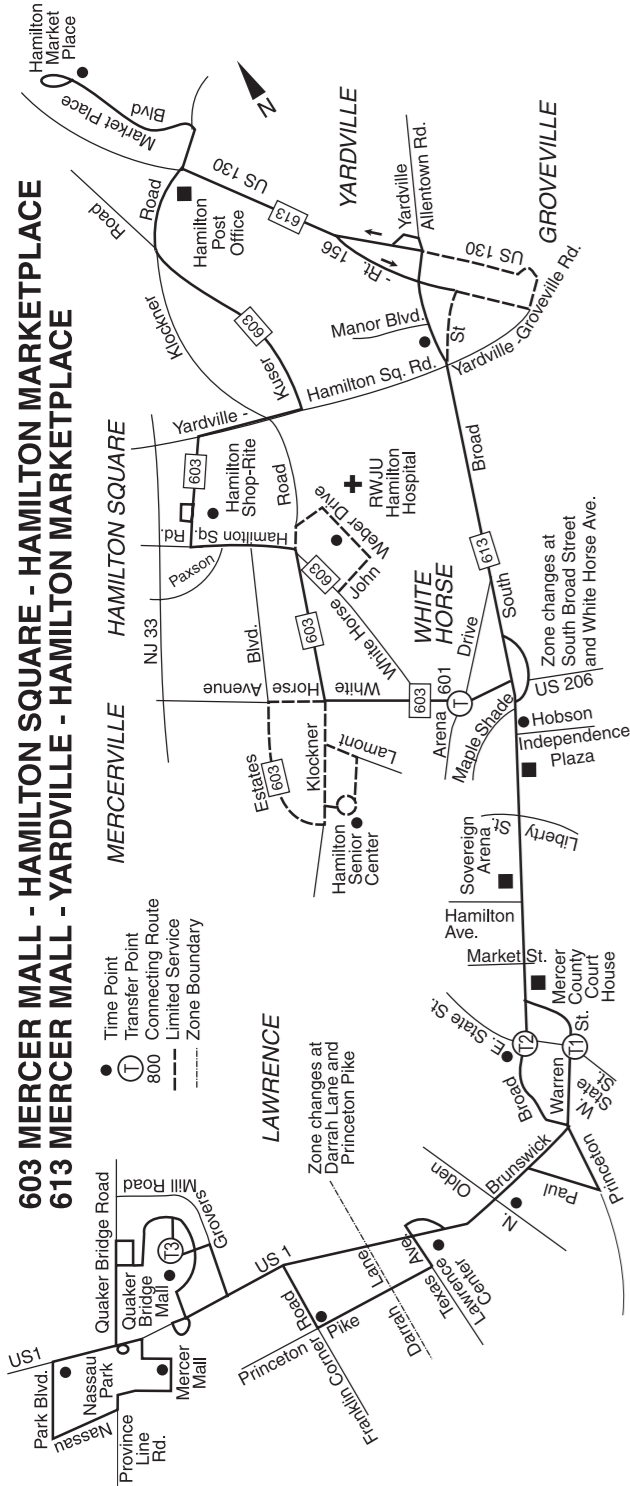 603 MERCER MALL - HAMILTON SQUARE - HAMILTON MARKETPLACE
613 MERCER MALL - YARDVILLE - HAMILTON MARKETPLACE
Time Point
T
Transfer Point
800
Connecting Route
Limited Service
Zone Boundary
US1
Park Blvd.
Nassau
Nassau
Park
Province
Line
Rd.
Mercer
Mall
Quaker Bridge Road
Quaker
Bridge
Mall
T3
Grovers Mill Road
US 1
Princeton Pike
Franklin Corner Road
Darrah Lane
Zone changes at
Darrah Lane and
Princeton Pike
LAWRENCE
Texas Ave.
Lawrence
Center
N. Olden
Brunswick
Paul
Princeton
Broad
Warren St.
W. State St.
E. State St.
T2
T1
Market St.
Mercer
County
Court
House
Hamilton
Ave.
Sovereign
Arena
Liberty St.
Independence
Plaza
Hobson
US 206
Zone changes at
South Broad Street
and White Horse Ave.
Maple Shade
Arena Drive
601
T
603
WHITE
HORSE
South Broad
613
MERCERVILLE
NJ 33
Estates Blvd.
603
Klockner Road
Lamont
Hamilton
Senior
Center
White Horse Avenue
White Horse
603
603
John Weber Drive
RWJU
Hamilton
Hospital
HAMILTON SQUARE
Paxson
Hamilton Sq. Rd.
603
Hamilton
Shop-Rite
Yardville - Hamilton Sq. Rd.
Kuser Road
603
Klockner Road
Manor Blvd.
St
Yardville -Groveville Rd.
Yardville
Allentown Rd.
Rt. 156
US 130
GROVEVILLE
YARDVILLE
US 130
613
Hamilton
Post
Office
Market Place Blvd
Hamilton
Market
Place
N